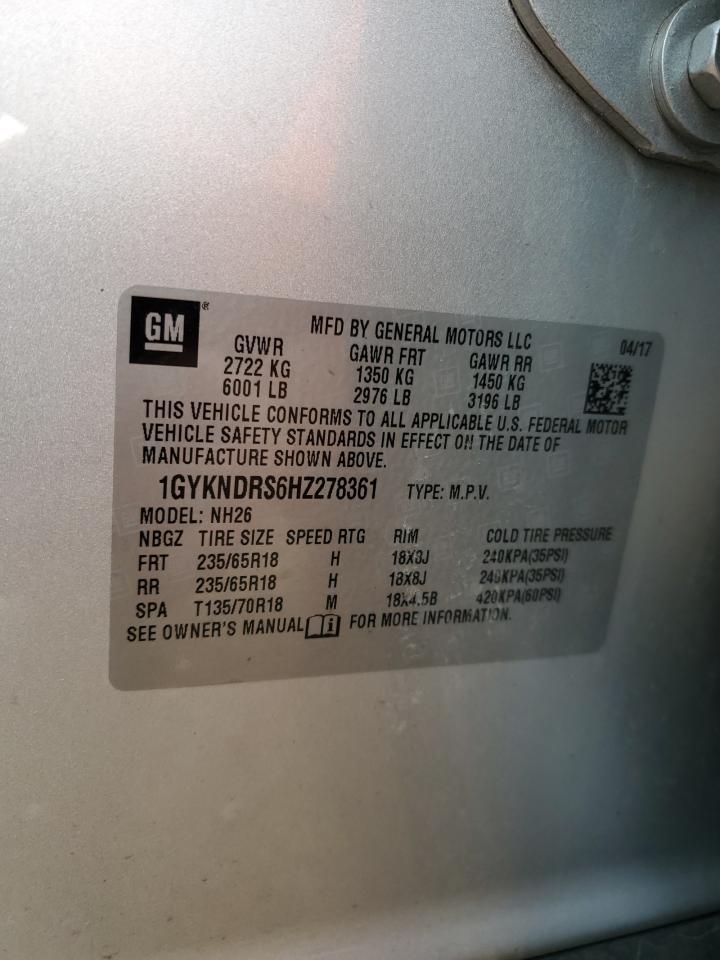 GM®
MFD BY GENERAL MOTORS LLC 04/17
GVWR GAWR FRT GAWR RR
2722 KG 1350 KG 1450 KG
6001 LB 2976 LB 3196 LB
THIS VEHICLE CONFORMS TO ALL APPLICABLE U.S. FEDERAL MOTOR
VEHICLE SAFETY STANDARDS IN EFFECT ON THE DATE OF
MANUFACTURE SHOWN ABOVE.
1GYKNDRS6HZ278361 TYPE: M.P.V.
MODEL: NH26
NBGZ TIRE SIZE SPEED RTG RIM COLD TIRE PRESSURE
FRT 235/65R18 H 18X8J 240KPA(35PSI)
RR 235/65R18 H 18X8J 240KPA(35PSI)
SPA T135/70R18 M 18X4.5B 420KPA(60PSI)
SEE OWNER'S MANUAL i FOR MORE INFORMATION.